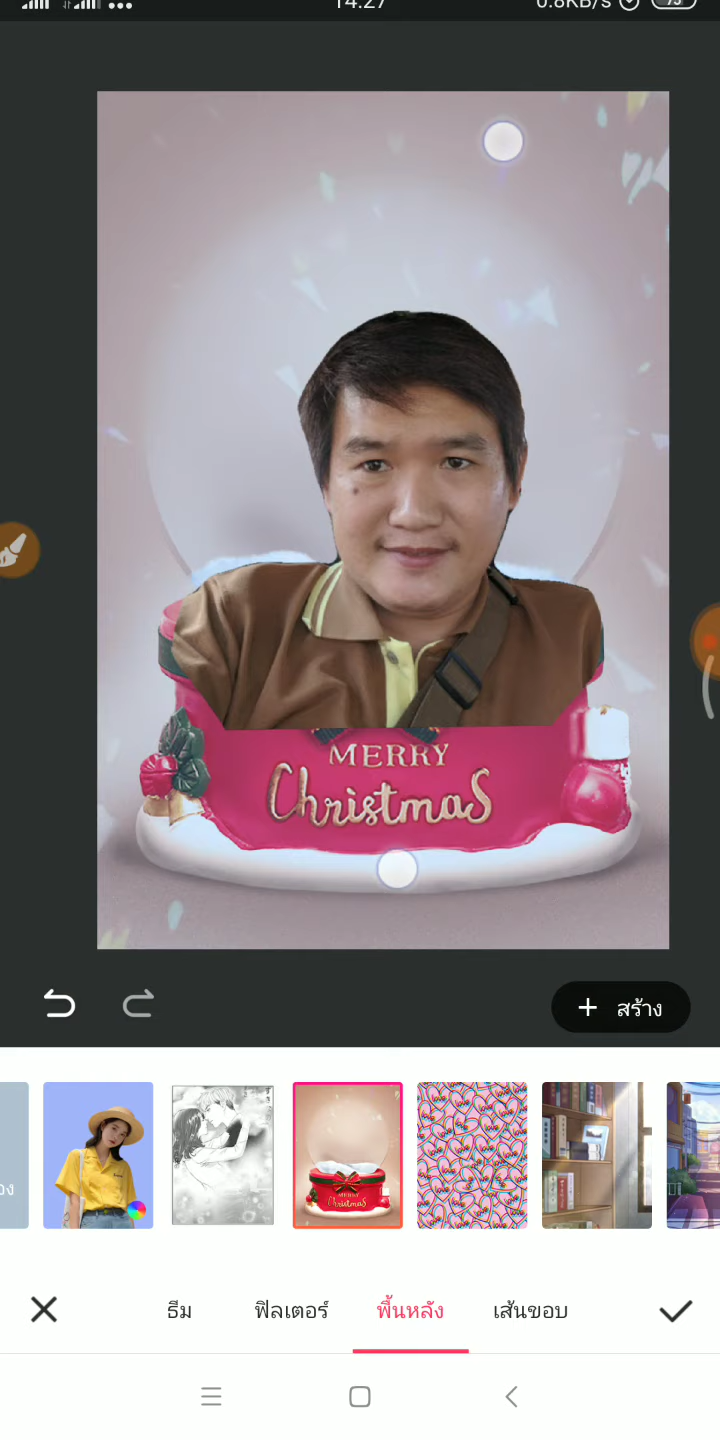 14:27
0.8KB/s
75
MERRY
Christmas
+ สร้าง
ธีม
ฟิลเตอร์
พื้นหลัง
เส้นขอบ